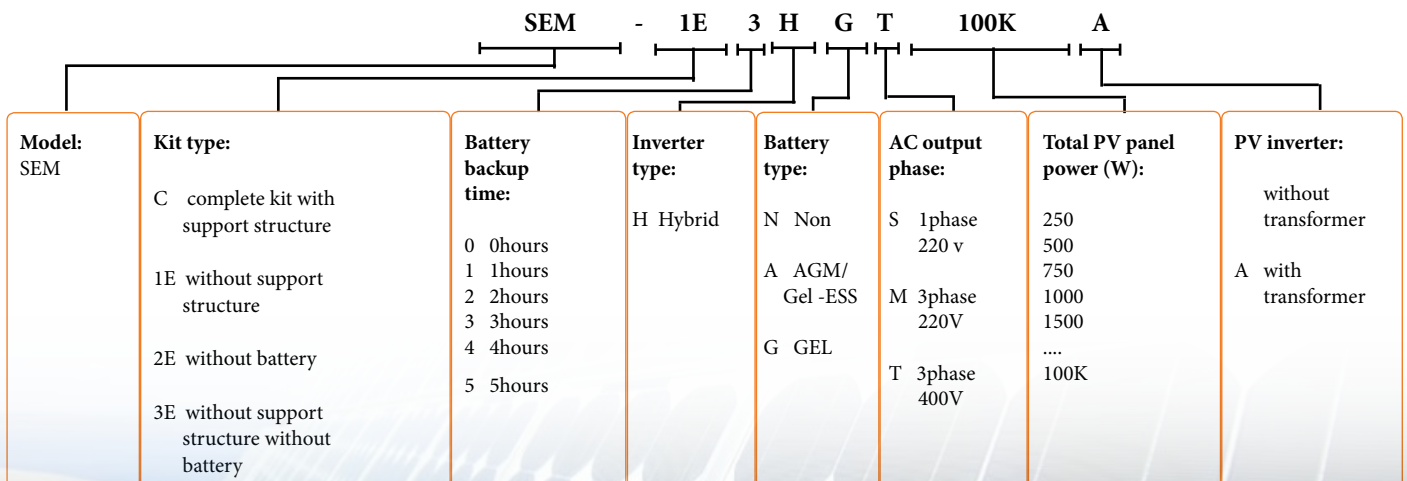 SEM - 1E 3 H G T 100K A
Model:
SEM
Kit type:
C complete kit with
support structure
1E without support
structure
2E without battery
3E without support
structure without
battery
Battery
backup
time:
0 0hours
1 1hours
2 2hours
3 3hours
4 4hours
5 5hours
Inverter
type:
H Hybrid
Battery
type:
N Non
A AGM/
Gel -ESS
G GEL
AC output
phase:
S 1phase
220 v
M 3phase
220V
T 3phase
400V
Total PV panel
power (W):
250
500
750
1000
1500
....
100K
PV inverter:
without
transformer
A with
transformer